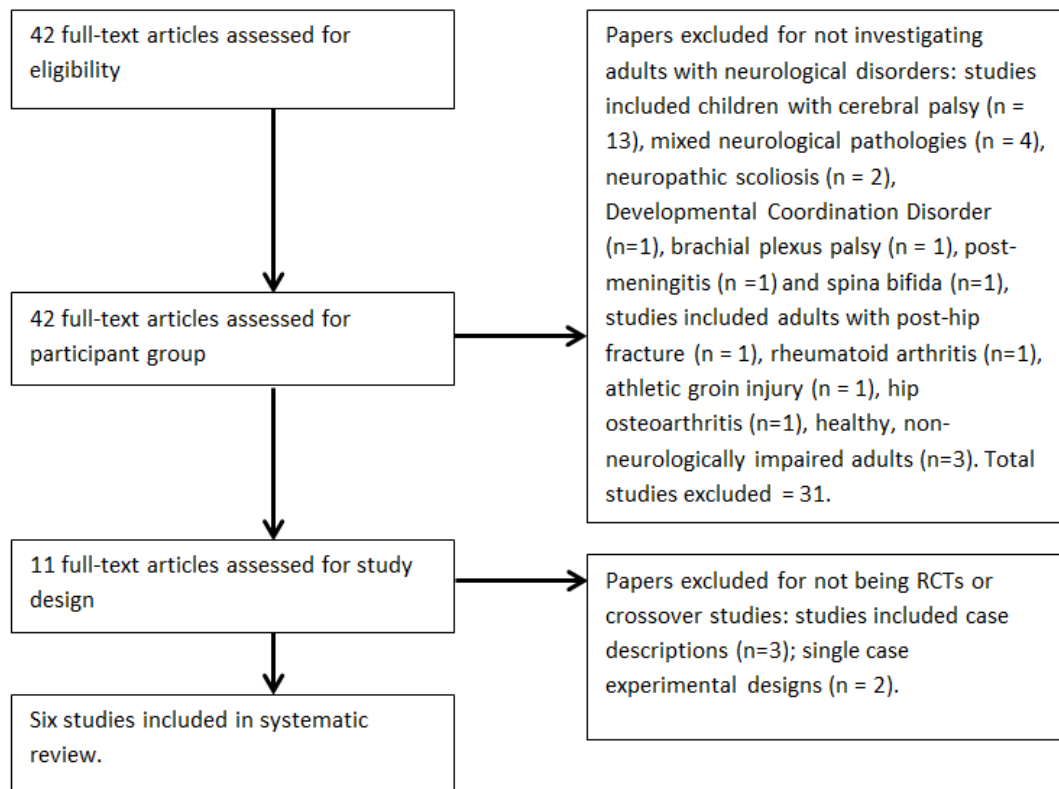 42 full-text articles assessed for
eligibility
Papers excluded for not investigating
adults with neurological disorders: studies
included children with cerebral palsy (n =
13), mixed neurological pathologies (n = 4),
neuropathic scoliosis (n = 2),
Developmental Coordination Disorder
(n=1), brachial plexus palsy (n = 1), post-
meningitis (n =1) and spina bifida (n=1),
studies included adults with post-hip
fracture (n = 1), rheumatoid arthritis (n=1),
athletic groin injury (n = 1), hip
osteoarthritis (n=1), healthy, non-
neurologically impaired adults (n=3). Total
studies excluded = 31.
42 full-text articles assessed for
participant group
11 full-text articles assessed for study
design
Papers excluded for not being RCTs or
crossover studies: studies included case
descriptions (n=3); single case
experimental designs (n = 2).
Six studies included in systematic
review.